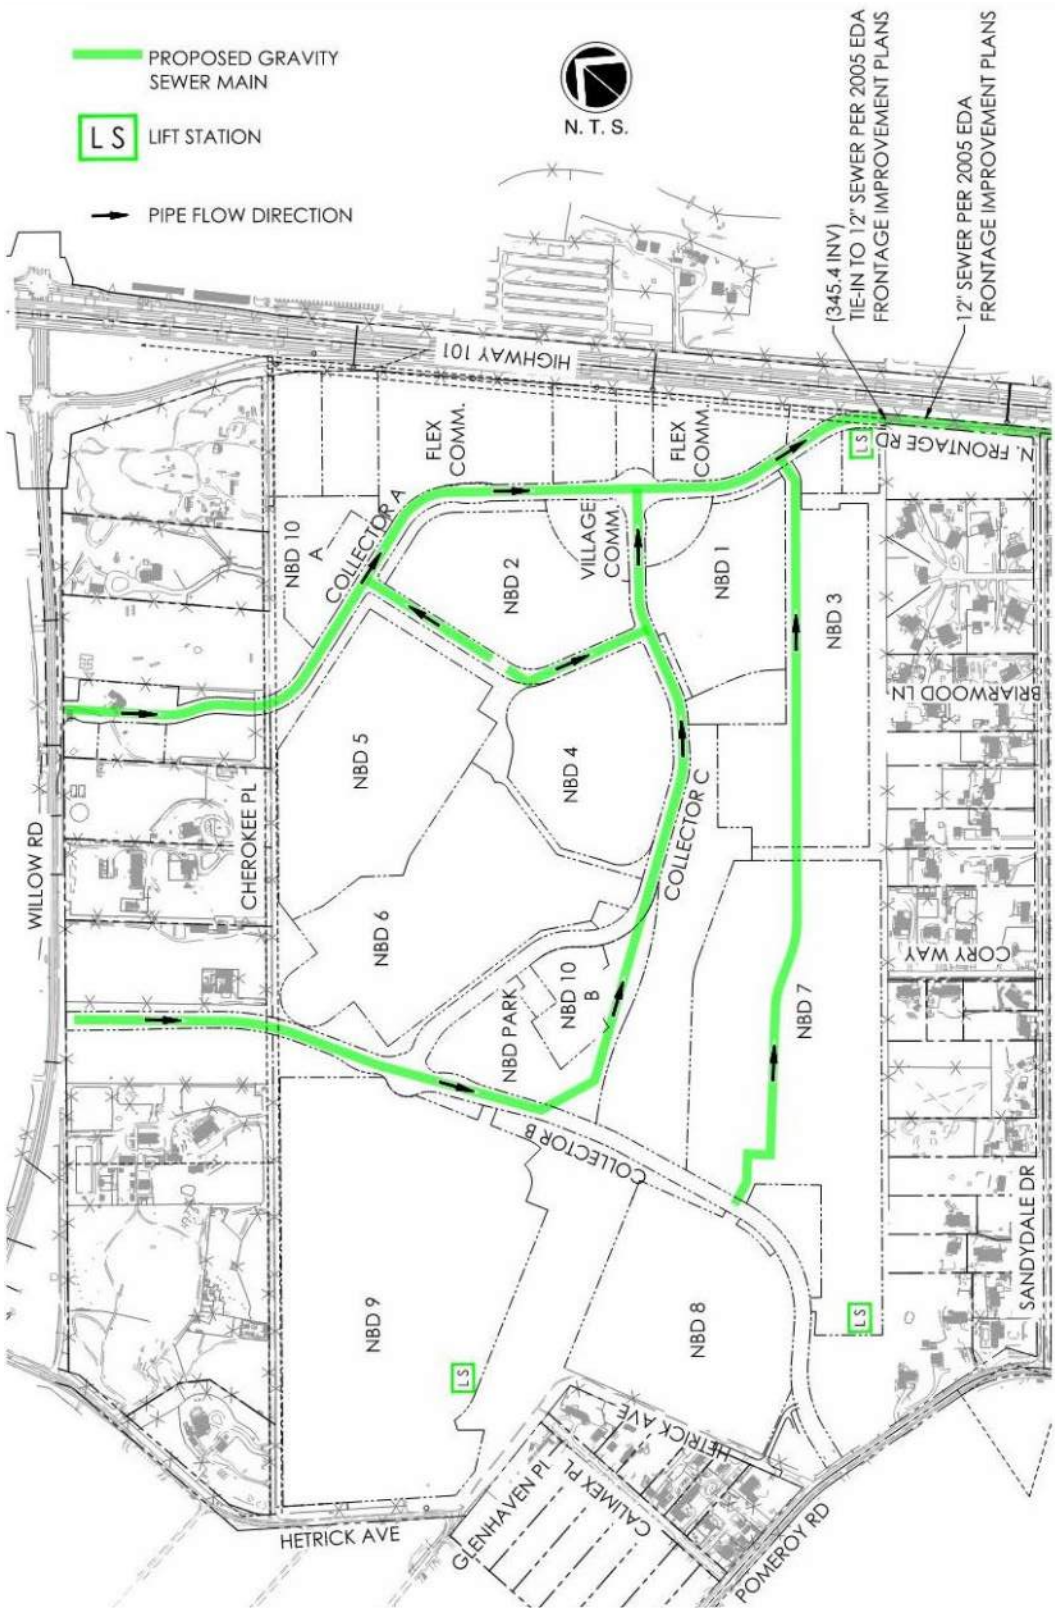 PROPOSED GRAVITY
SEWER MAIN
L S
LIFT STATION
PIPE FLOW DIRECTION
N. T. S.
(345.4 INV)
TIE-IN TO 12" SEWER PER 2005 EDA
FRONTAGE IMPROVEMENT PLANS
12" SEWER PER 2005 EDA
FRONTAGE IMPROVEMENT PLANS
HIGHWAY 101
N. FRONTAGE RD
LS
FLEX
COMM.
FLEX
COMM.
COLLECTOR A
NBD 10
A
NBD 2
VILLAGE
COMM.
NBD 1
NBD 3
BRIARWOOD LN
WILLOW RD
CHEROKEE PL
NBD 5
NBD 4
COLLECTOR C
NBD 6
NBD PARK
NBD 10
B
NBD 7
CORY WAY
COLLECTOR B
SANDYDALE DR
NBD 9
NBD 8
LS
LS
HETRICK AVE
HETRICK AVE
GLENHAVEN Pl
CALIMEX PL
POMEROY RD